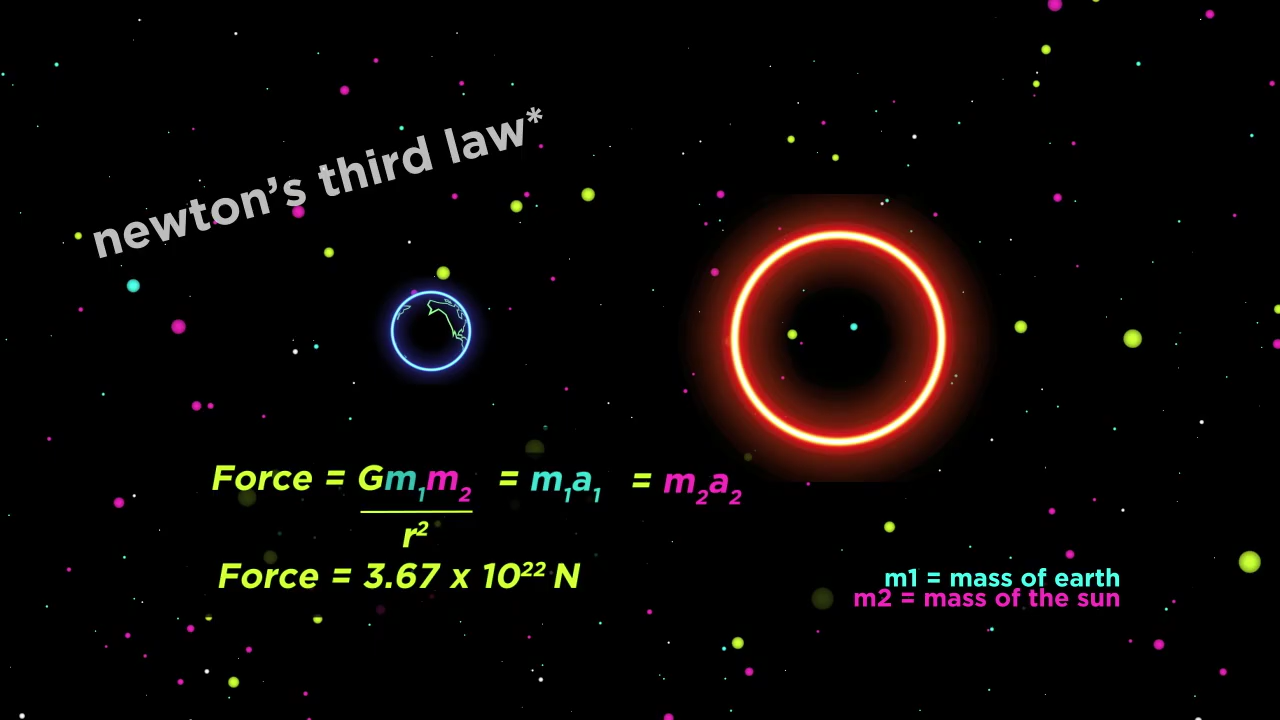 newton's third law*
Force = Gm₁m₂ = m₁a₁ = m₂a₂
r²
Force = 3.67 x 10²² N
m1 = mass of earth
m2 = mass of the sun